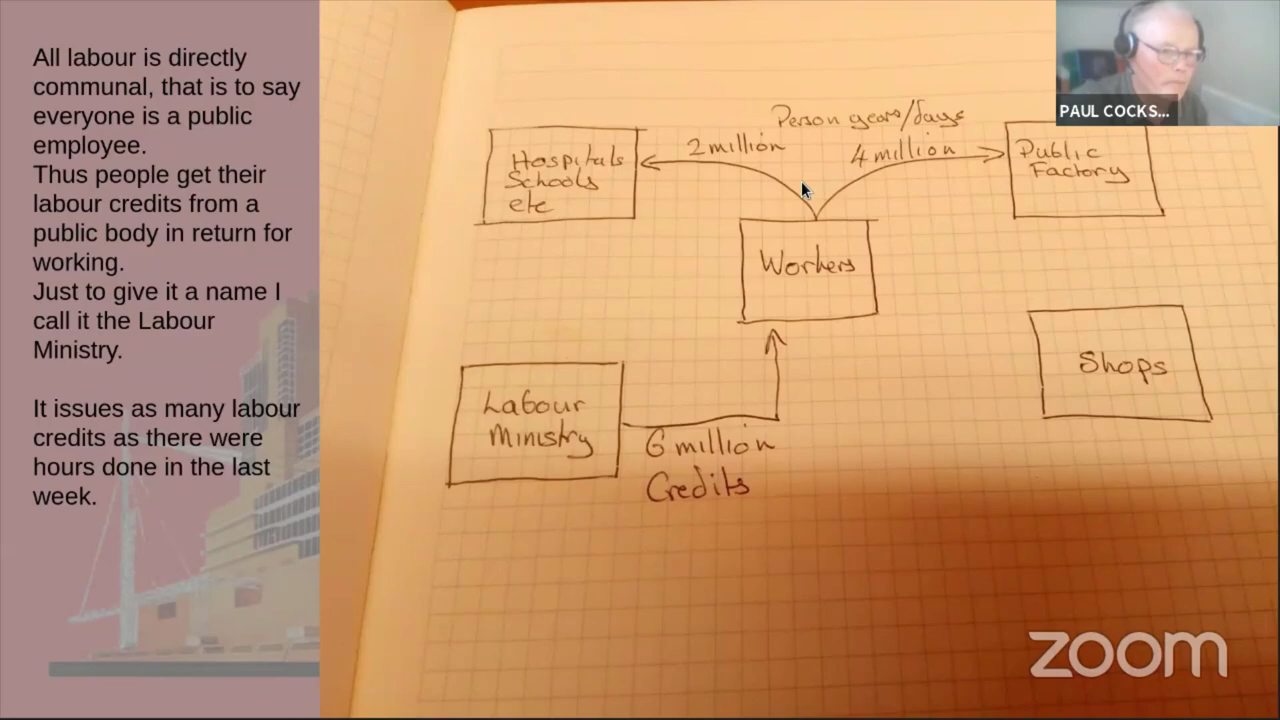 All labour is directly
communal, that is to say
everyone is a public
employee.
Thus people get their
labour credits from a
public body in return for
working.
Just to give it a name I
call it the Labour
Ministry.
It issues as many labour
credits as there were
hours done in the last
week.
PAUL COCKS...
Person years/days
2 million
4 million
Hospitals
Schools
etc
Public
Factory
Workers
Shops
Labour
Ministry
6 million
Credits
zoom